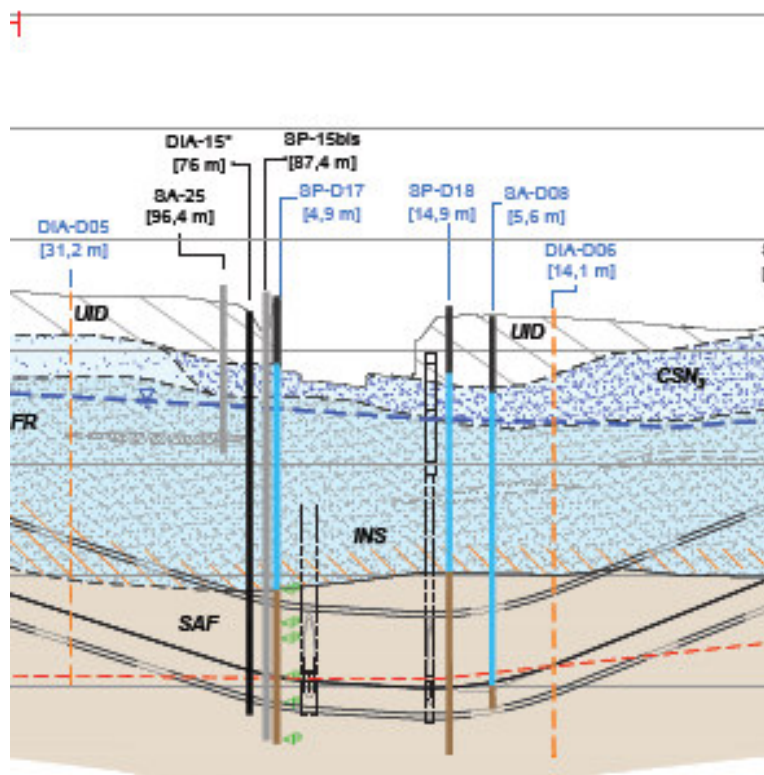 DIA-15*
[76 m]
SP-15bis
[87,4 m]
SA-25
[96,4 m]
SP-D17
[4,9 m]
SP-D18
[14,9 m]
SA-D08
[5,6 m]
DIA-D05
[31,2 m]
DIA-D06
[14,1 m]
UID
UID
CSN3
FR
INS
SAF